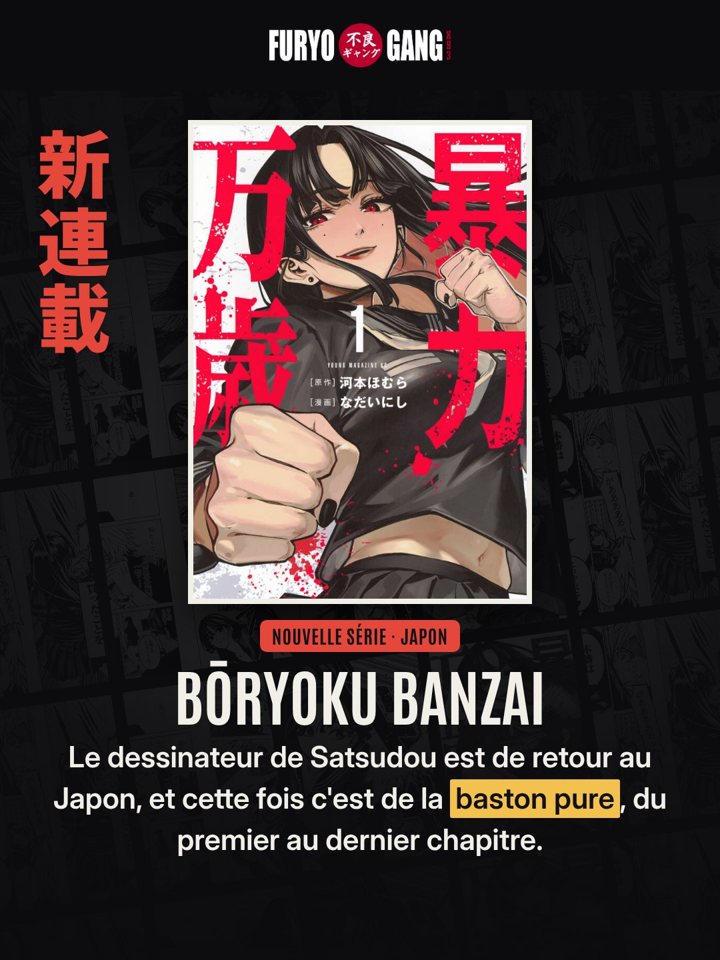 FURYO 不良 ギャング GANG
新連載
暴力
万歳
1
YOUNG MAGAZINE KC
[原作] 河本ほむら
[漫画] なだいにし
NOUVELLE SÉRIE · JAPON
BŌRYOKU BANZAI
Le dessinateur de Satsudou est de retour au
Japon, et cette fois c'est de la baston pure, du
premier au dernier chapitre.